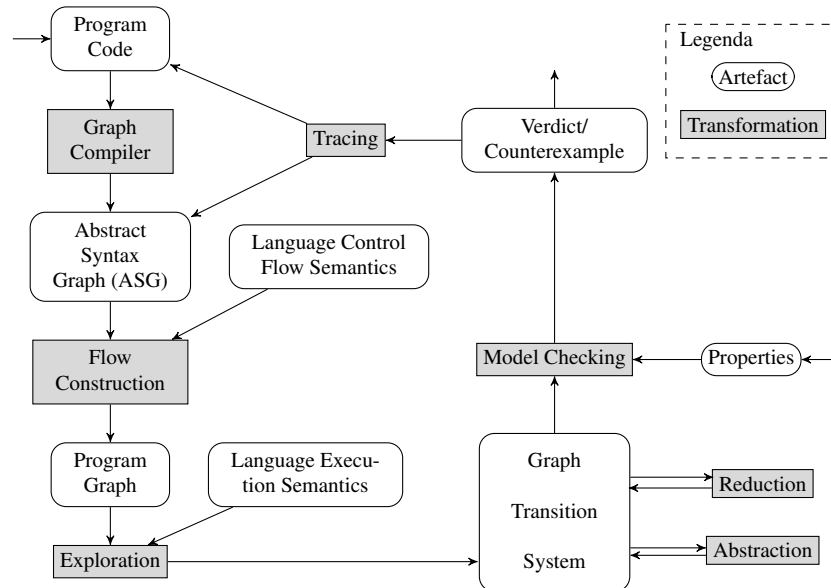 Program
Code
Legenda
Artefact
Transformation
Graph
Compiler
Tracing
Verdict/
Counterexample
Abstract
Syntax
Graph (ASG)
Language Control
Flow Semantics
Flow
Construction
Model Checking
Properties
Program
Graph
Language Execu-
tion Semantics
Graph
Transition
System
Reduction
Abstraction
Exploration